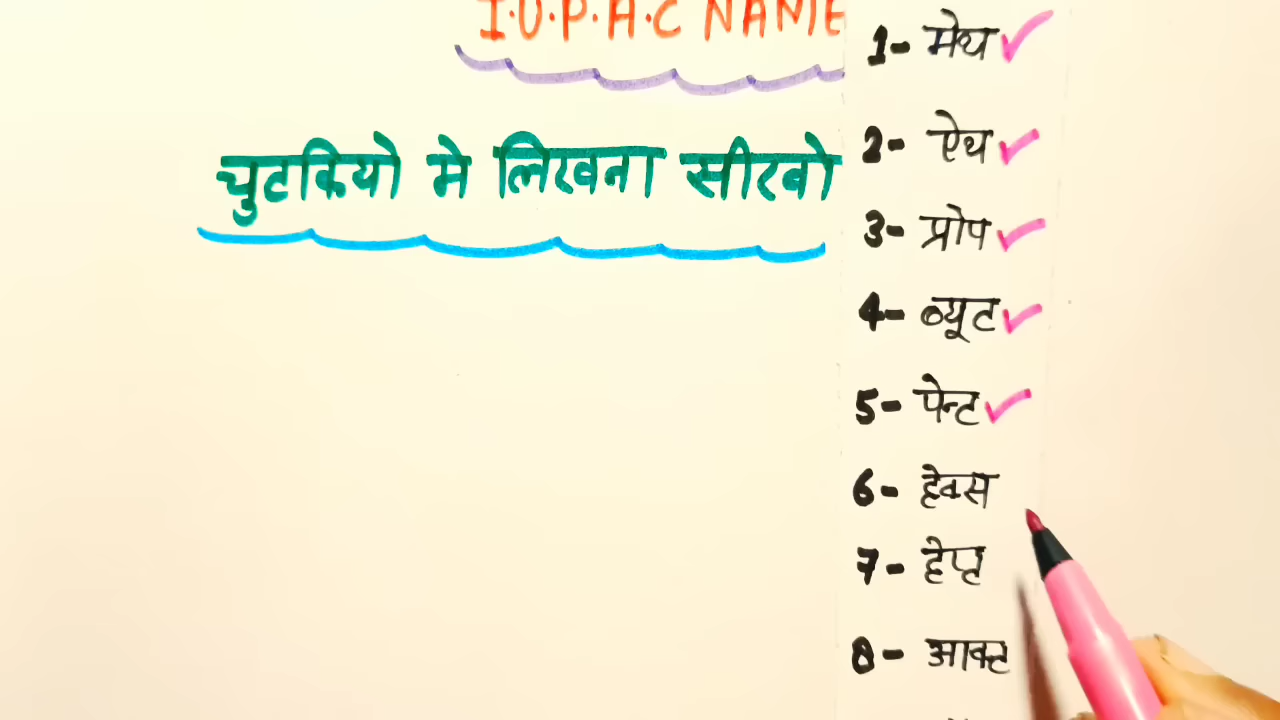 I.U.P.A.C NAME
चुटकियो मे लिखना सीखो
1- मेथ ✓
2- ऐथ ✓
3- प्रोप ✓
4- ब्यूट ✓
5- पेन्ट ✓
6- हेक्स
7- हेप्ट
8- आक्ट